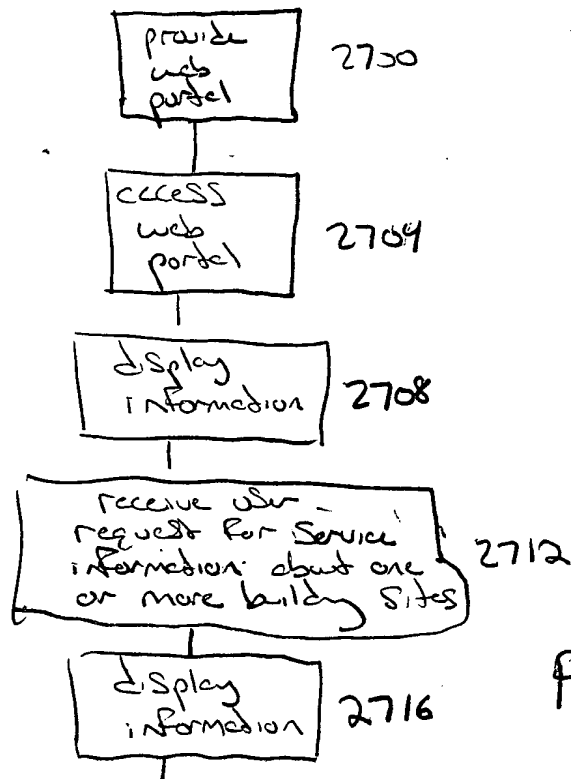 provide
web
portal
2700
access
web
portal
2704
display
information
2708
receive user
request for Service
information about one
or more building Sites
2712
display
information
2716